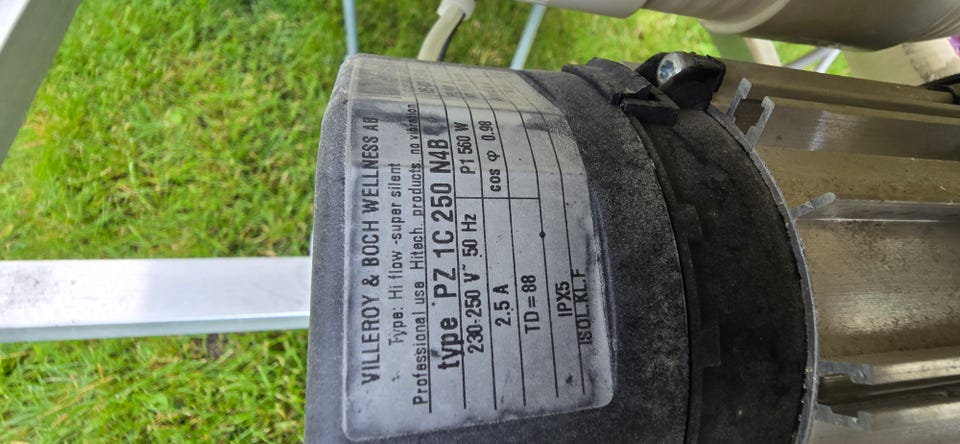 VILLEROY & BOCH WELLNESS AB
Type: Hi flow -super silent
Professional use Hitech. products. no vibration
type PZ 1C 250 N4B
230-250 V~ 50 Hz P1 560 W
2.5 A cos φ 0.98
TD = 88
IPX5
ISOL.KL.F